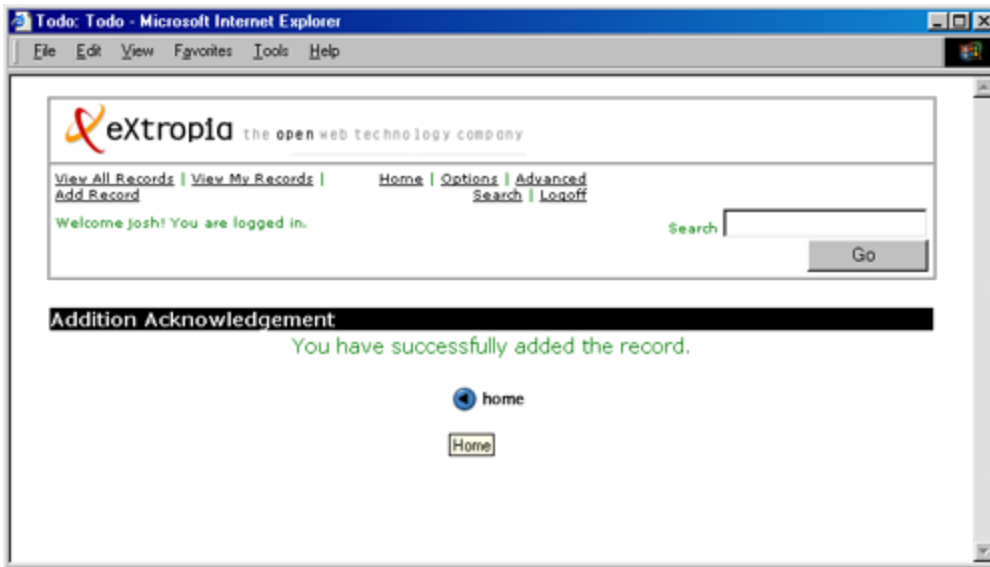 Todo: Todo - Microsoft Internet Explorer
File Edit View Favorites Tools Help
eXtropia the open web technology company
View All Records | View My Records | Home | Options | Advanced
Add Record Search | Logoff
Welcome josh! You are logged in.
Search
Go
Addition Acknowledgement
You have successfully added the record.
home
Home